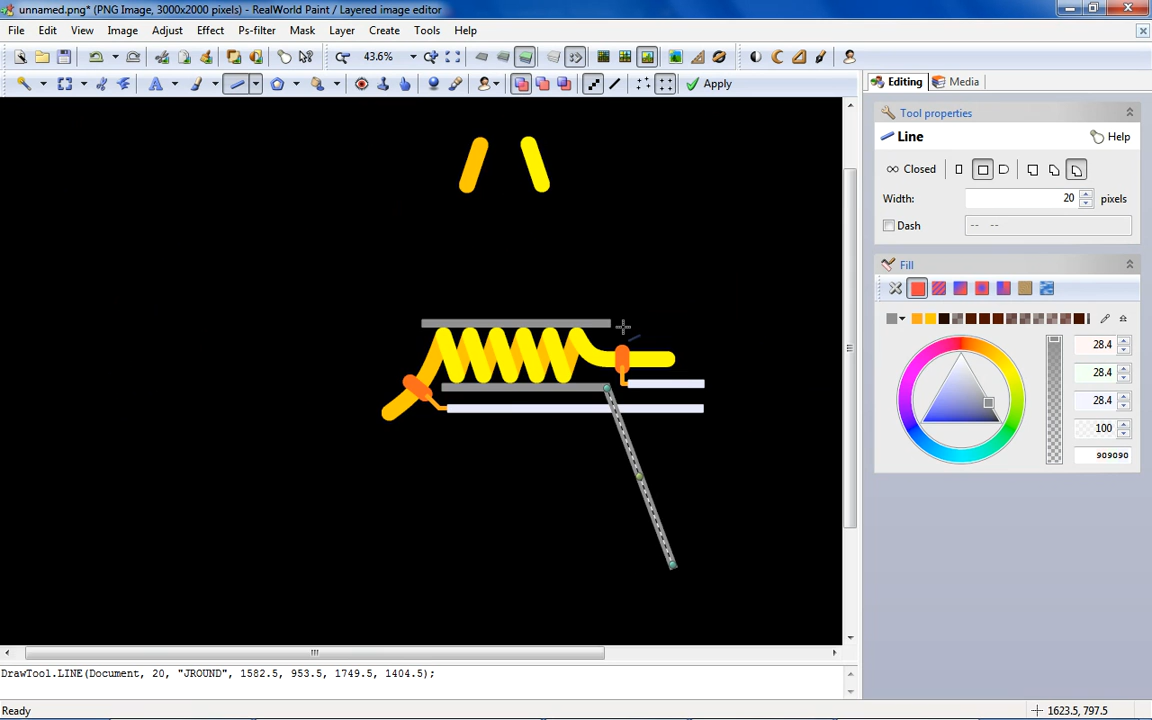 unnamed.png* (PNG Image, 3000x2000 pixels) - RealWorld Paint / Layered image editor
File Edit View Image Adjust Effect Ps-filter Mask Layer Create Tools Help
43.6%
Apply
Editing Media
Tool properties
Line Help
Closed
Width: 20 pixels
Dash
Fill
28.4
28.4
28.4
100
909090
DrawTool.LINE(Document, 20, "JROUND", 1582.5, 953.5, 1749.5, 1404.5);
Ready 1623.5, 797.5